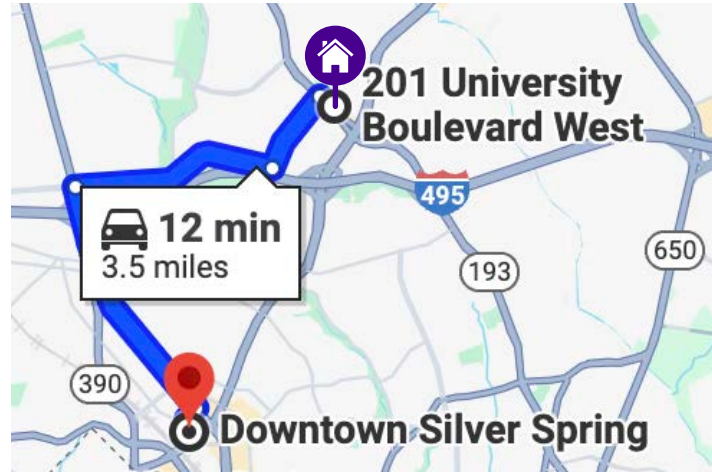 201 University
Boulevard West
495
12 min
3.5 miles
193
650
390
Downtown Silver Spring